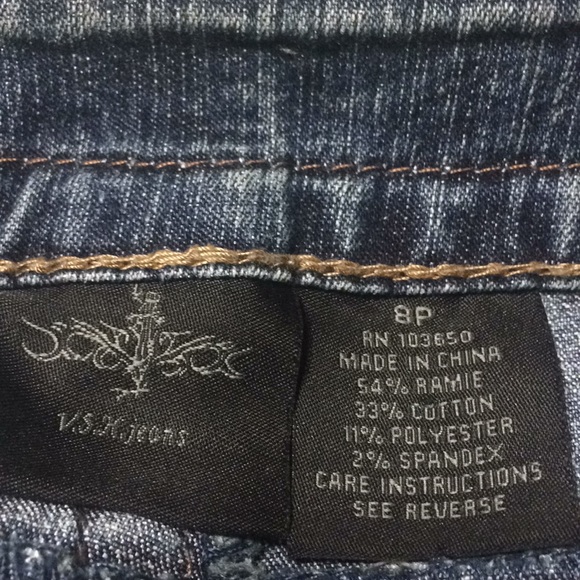 V.S.H.jeans
8P
RN 103650
MADE IN CHINA
54% RAMIE
33% COTTON
11% POLYESTER
2% SPANDEX
CARE INSTRUCTIONS
SEE REVERSE